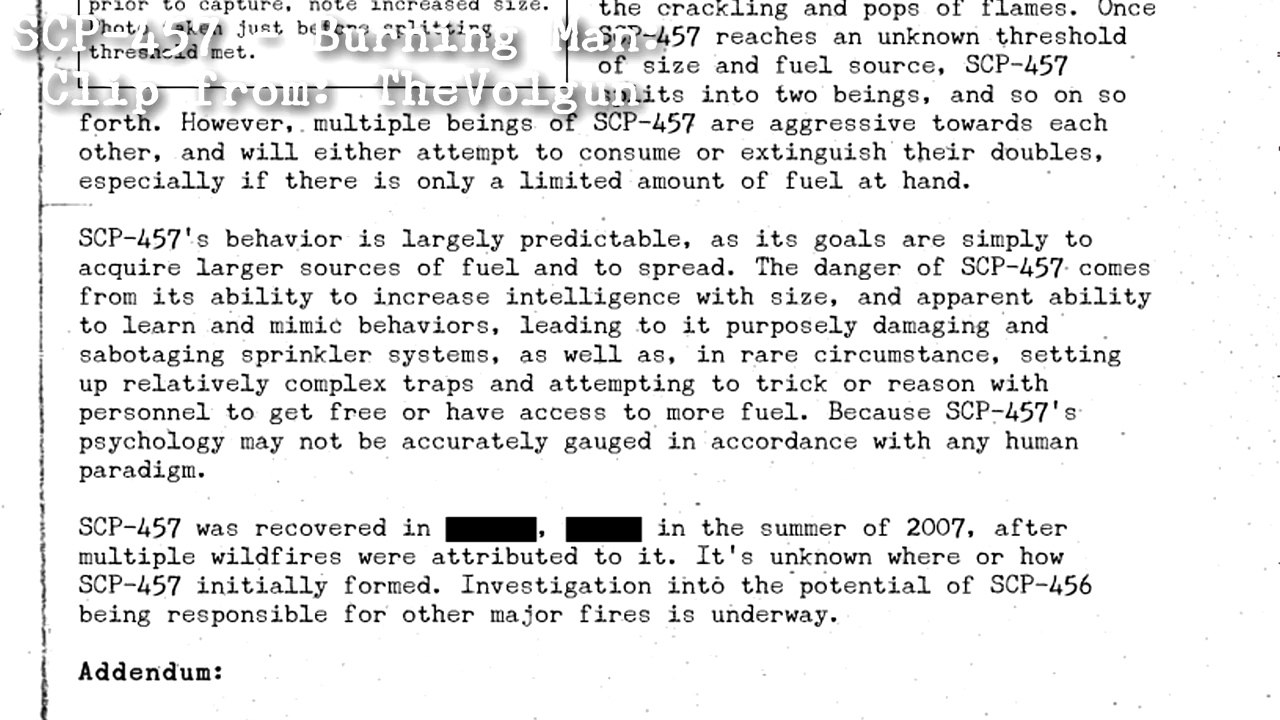 SCP-457 - Burning Man.
Clip from: TheVolgun
prior to capture, note increased size.
Photo taken just before splitting
threshold met.
the crackling and pops of flames. Once
SCP-457 reaches an unknown threshold
of size and fuel source, SCP-457
splits into two beings, and so on so
forth. However, multiple beings of SCP-457 are aggressive towards each
other, and will either attempt to consume or extinguish their doubles,
especially if there is only a limited amount of fuel at hand.
SCP-457's behavior is largely predictable, as its goals are simply to
acquire larger sources of fuel and to spread. The danger of SCP-457 comes
from its ability to increase intelligence with size, and apparent ability
to learn and mimic behaviors, leading to it purposely damaging and
sabotaging sprinkler systems, as well as, in rare circumstance, setting
up relatively complex traps and attempting to trick or reason with
personnel to get free or have access to more fuel. Because SCP-457's
psychology may not be accurately gauged in accordance with any human
paradigm.
SCP-457 was recovered in , in the summer of 2007, after
multiple wildfires were attributed to it. It's unknown where or how
SCP-457 initially formed. Investigation into the potential of SCP-456
being responsible for other major fires is underway.
Addendum: